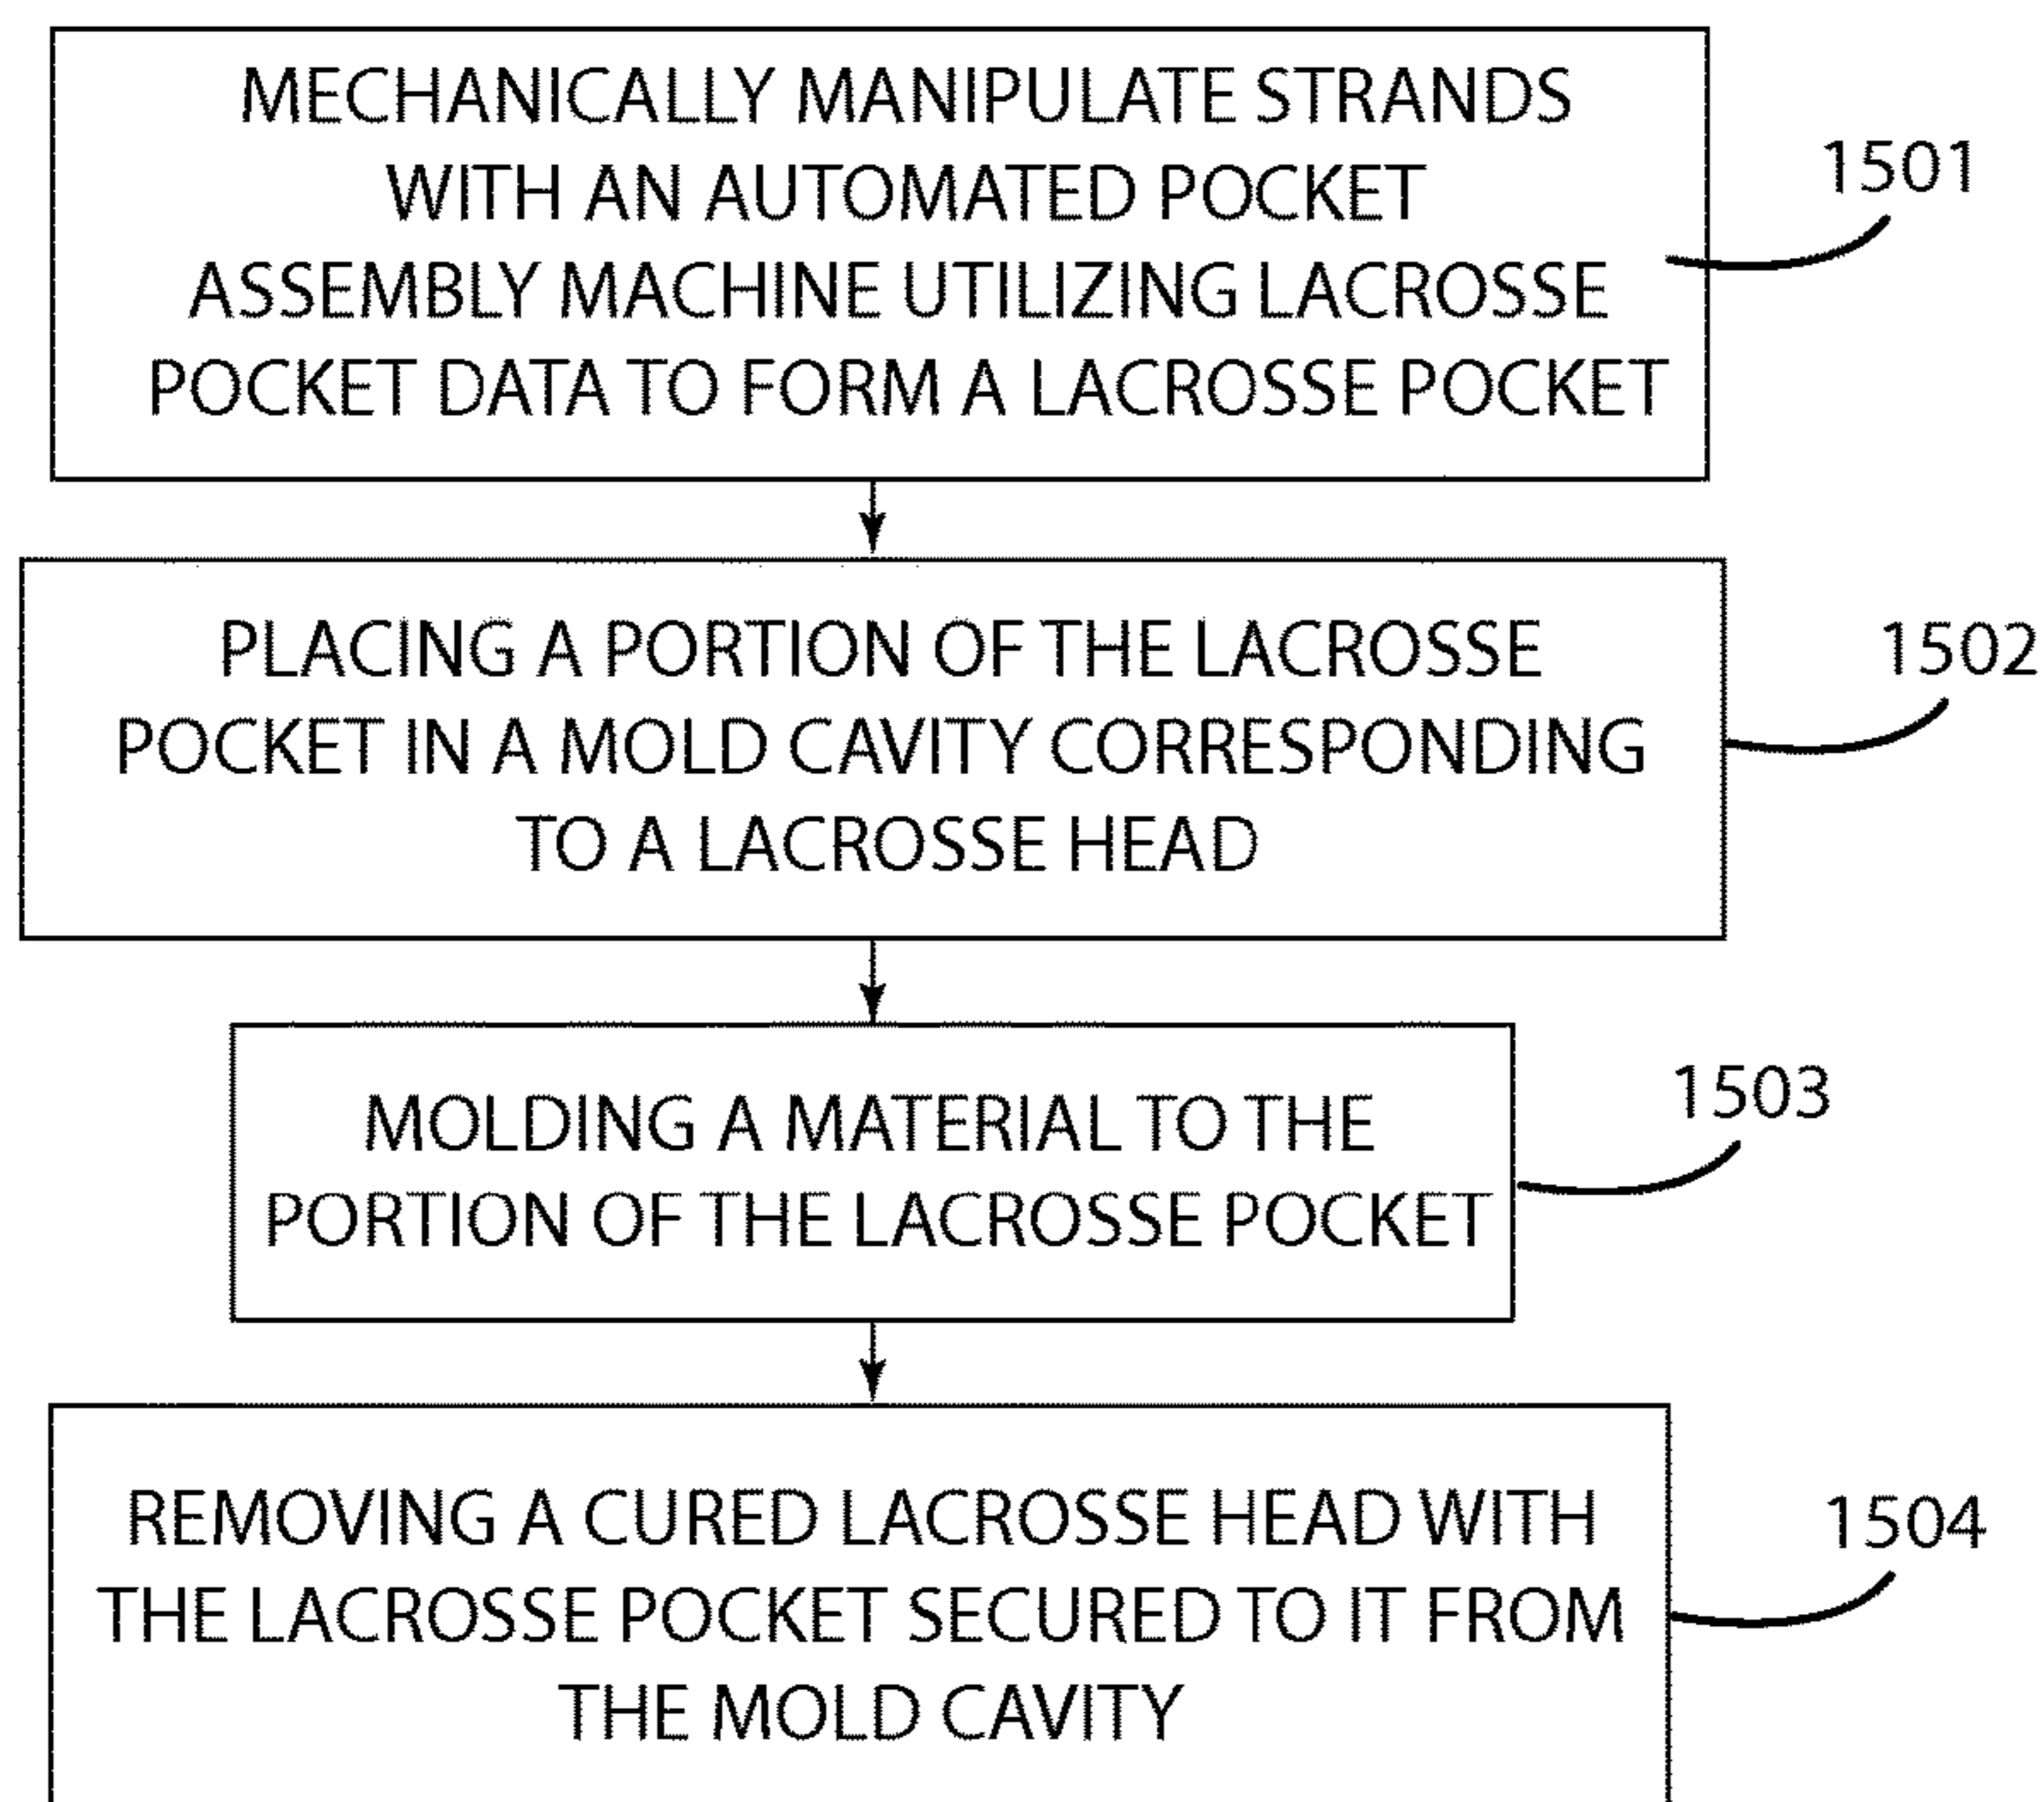 MECHANICALLY MANIPULATE STRANDS
WITH AN AUTOMATED POCKET
ASSEMBLY MACHINE UTILIZING LACROSSE
POCKET DATA TO FORM A LACROSSE POCKET
1501
PLACING A PORTION OF THE LACROSSE
POCKET IN A MOLD CAVITY CORRESPONDING
TO A LACROSSE HEAD
1502
MOLDING A MATERIAL TO THE
PORTION OF THE LACROSSE POCKET
1503
REMOVING A CURED LACROSSE HEAD WITH
THE LACROSSE POCKET SECURED TO IT FROM
THE MOLD CAVITY
1504